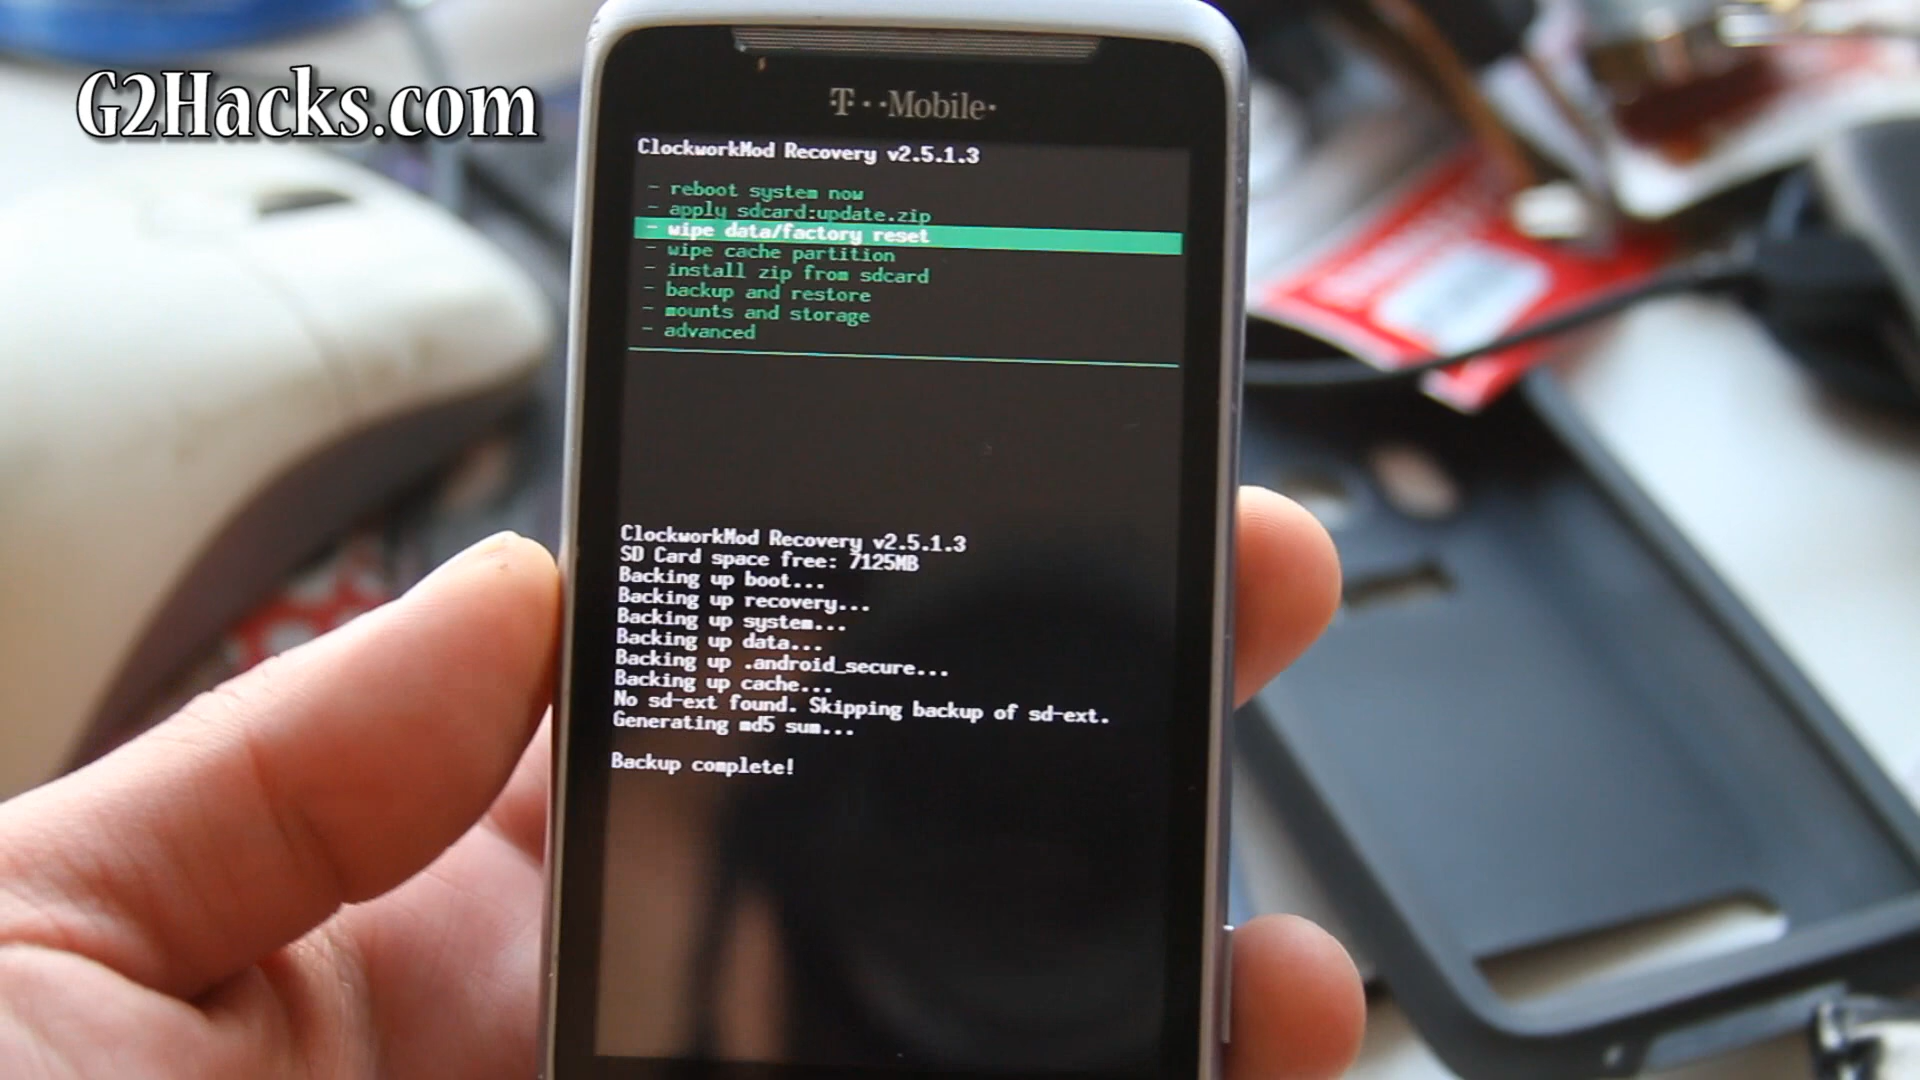 G2Hacks.com
T··Mobile·
ClockworkMod Recovery v2.5.1.3
- reboot system now
- apply sdcard:update.zip
- wipe data/factory reset
- wipe cache partition
- install zip from sdcard
- backup and restore
- mounts and storage
- advanced
ClockworkMod Recovery v2.5.1.3
SD Card space free: 7125MB
Backing up boot...
Backing up recovery...
Backing up system...
Backing up data...
Backing up .android_secure...
Backing up cache...
No sd-ext found. Skipping backup of sd-ext.
Generating md5 sum...
Backup complete!